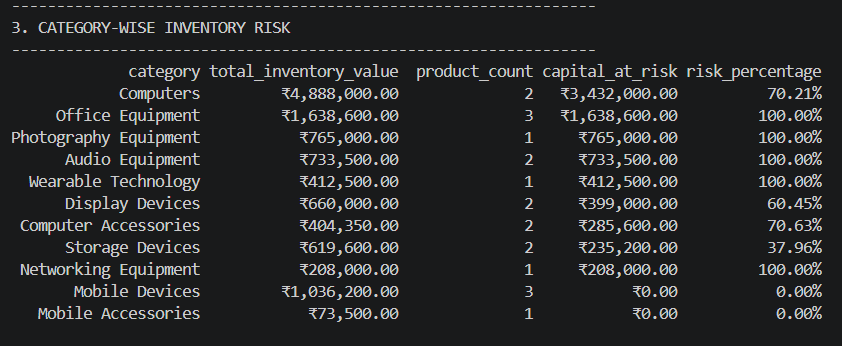 ----------------------------------------------------------------
3. CATEGORY-WISE INVENTORY RISK
----------------------------------------------------------------
category total_inventory_value product_count capital_at_risk risk_percentage
Computers ₹4,888,000.00 2 ₹3,432,000.00 70.21%
Office Equipment ₹1,638,600.00 3 ₹1,638,600.00 100.00%
Photography Equipment ₹765,000.00 1 ₹765,000.00 100.00%
Audio Equipment ₹733,500.00 2 ₹733,500.00 100.00%
Wearable Technology ₹412,500.00 1 ₹412,500.00 100.00%
Display Devices ₹660,000.00 2 ₹399,000.00 60.45%
Computer Accessories ₹404,350.00 2 ₹285,600.00 70.63%
Storage Devices ₹619,600.00 2 ₹235,200.00 37.96%
Networking Equipment ₹208,000.00 1 ₹208,000.00 100.00%
Mobile Devices ₹1,036,200.00 3 ₹0.00 0.00%
Mobile Accessories ₹73,500.00 1 ₹0.00 0.00%